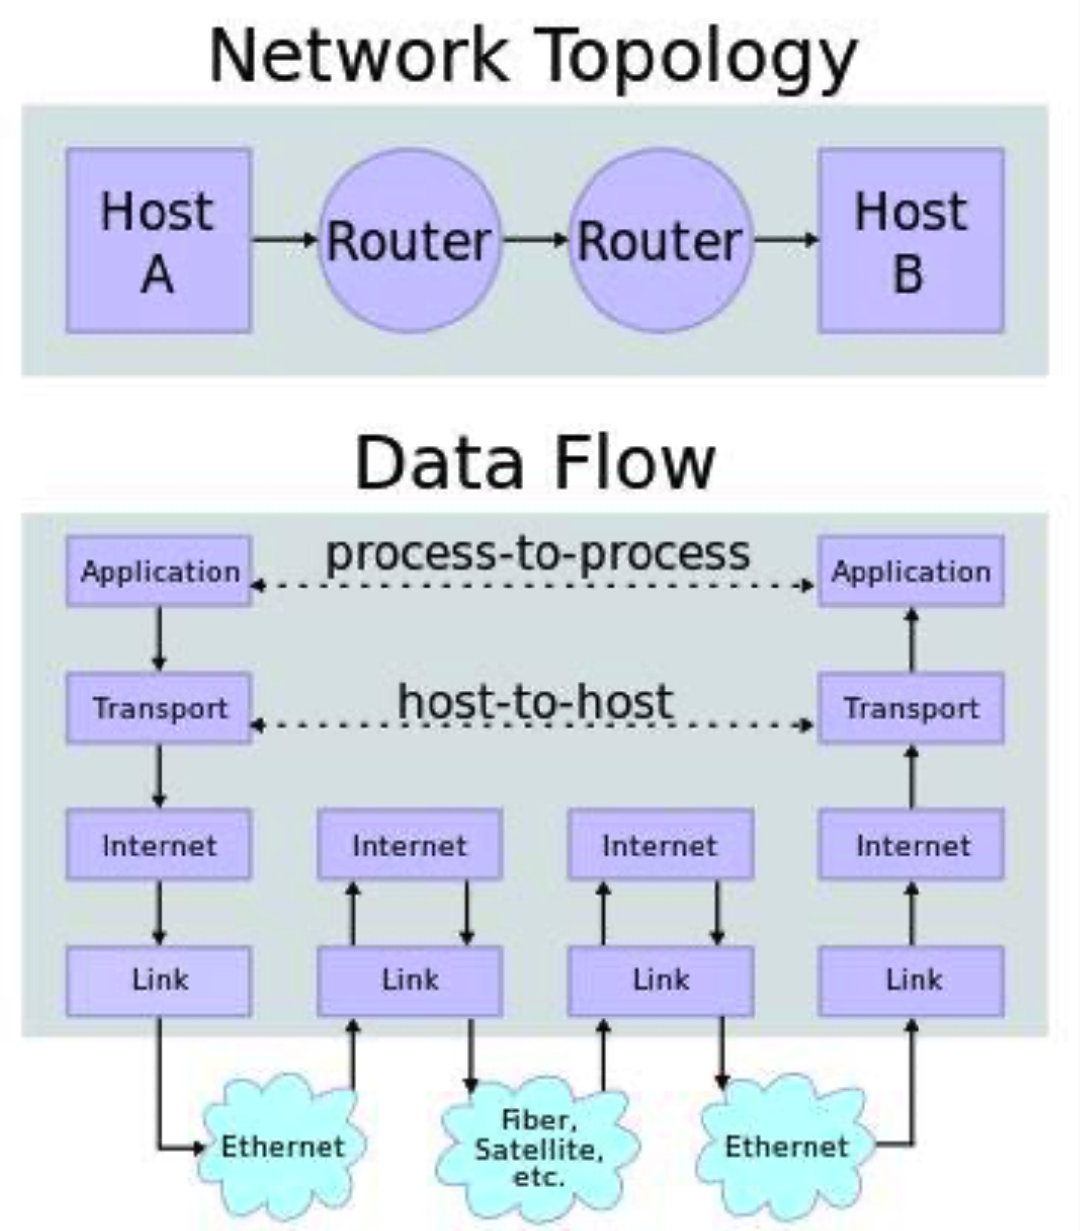 Network Topology
Host
A
Router
Router
Host
B
Data Flow
process-to-process
Application
Application
host-to-host
Transport
Transport
Internet
Internet
Internet
Internet
Link
Link
Link
Link
Ethernet
Fiber,
Satellite,
etc.
Ethernet